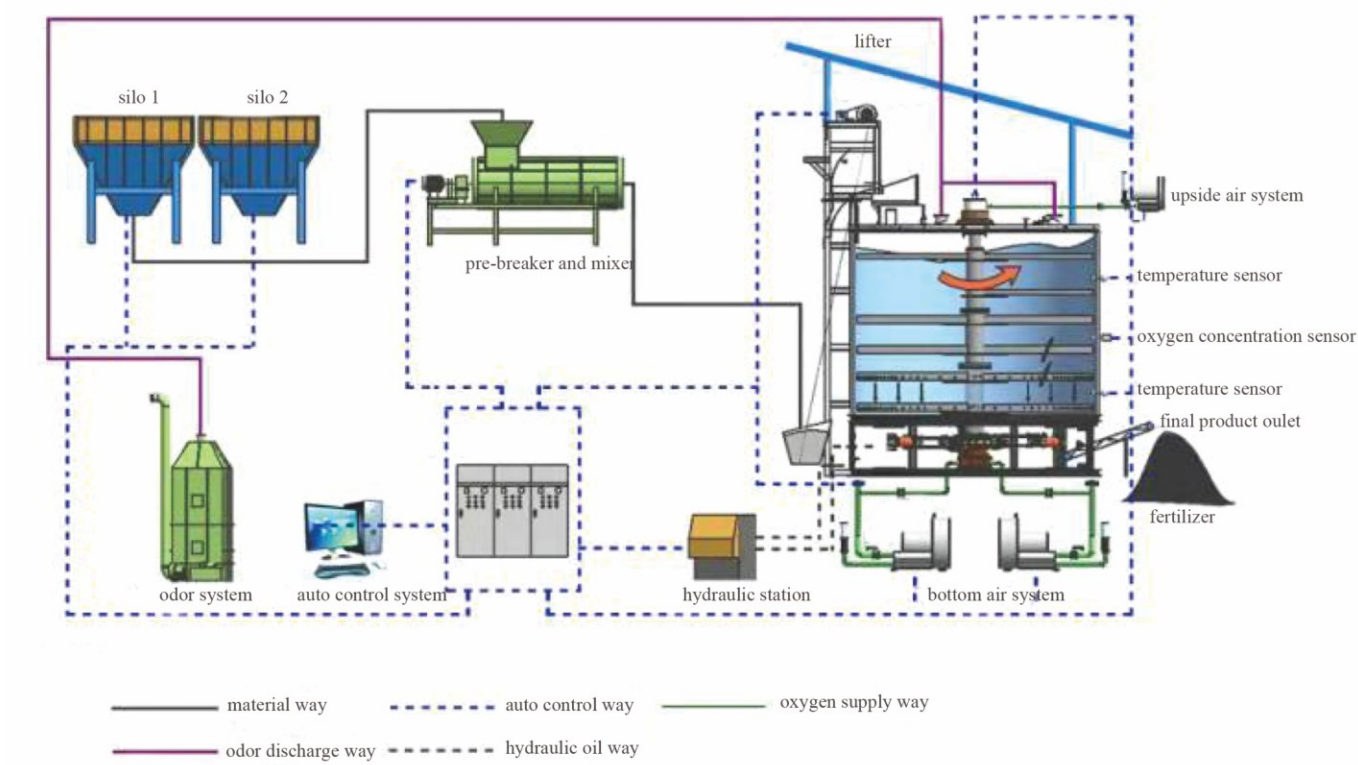 lifter
silo 1
silo 2
upside air system
pre-breaker and mixer
temperature sensor
oxygen concentration sensor
temperature sensor
final product oulet
fertilizer
odor system
auto control system
hydraulic station
bottom air system
material way
auto control way
oxygen supply way
odor discharge way
hydraulic oil way